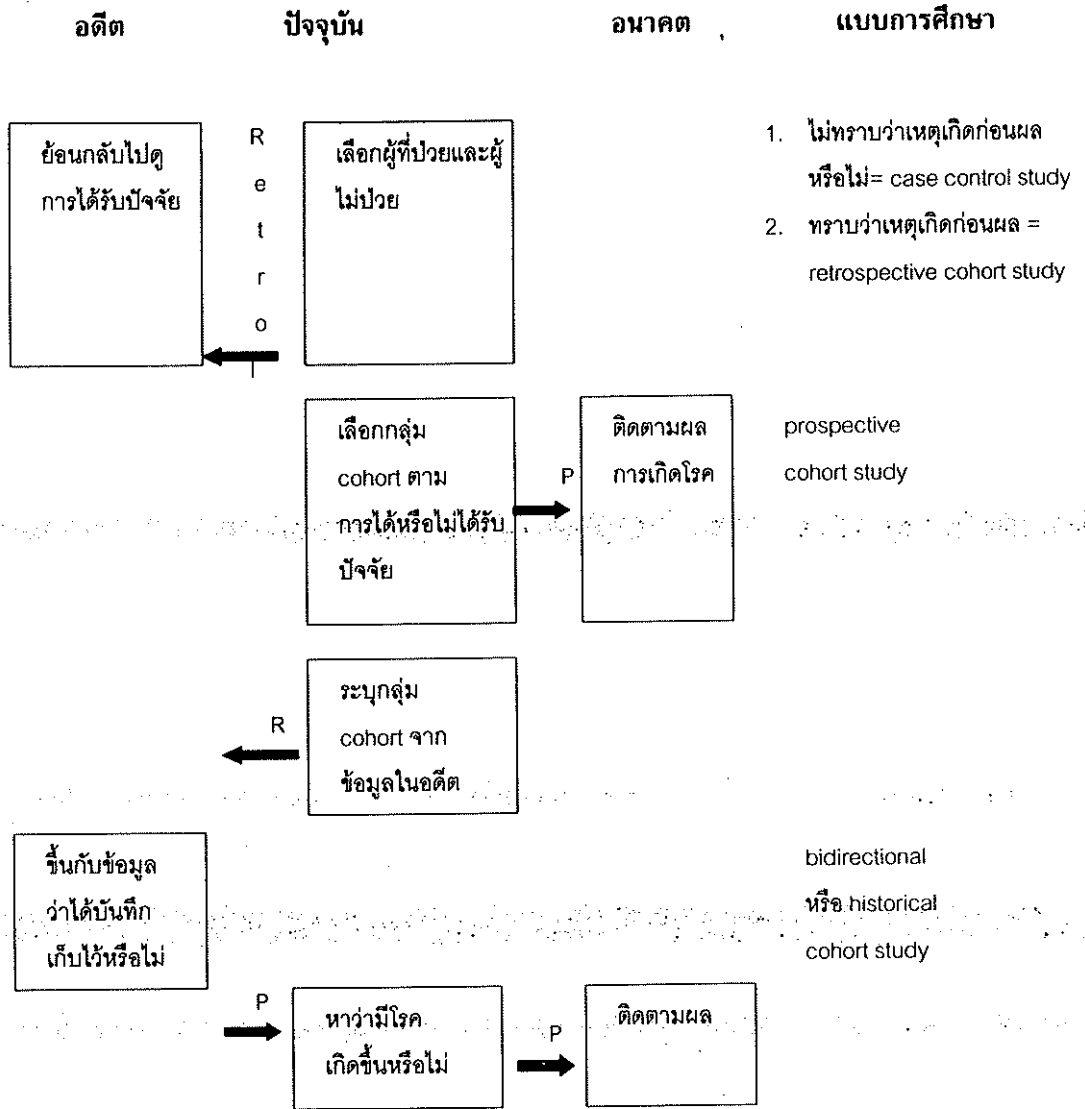 อดีต ปัจจุบัน อนาคต แบบการศึกษา
ย้อนกลับไปดู
การได้รับปัจจัย
R
e
t
r
o
เลือกผู้ที่ป่วยและผู้
ไม่ป่วย
1. ไม่ทราบว่าเหตุเกิดก่อนผล
หรือไม่= case control study
2. ทราบว่าเหตุเกิดก่อนผล =
retrospective cohort study
เลือกกลุ่ม
cohort ตาม
การได้หรือไม่ได้รับ
ปัจจัย
P
ติดตามผล
การเกิดโรค
prospective
cohort study
R
ระบุกลุ่ม
cohort จาก
ข้อมูลในอดีต
ขึ้นกับข้อมูล
ว่าได้บันทึก
เก็บไว้หรือไม่
bidirectional
หรือ historical
cohort study
P
หาว่ามีโรค
เกิดขึ้นหรือไม่
P
ติดตามผล